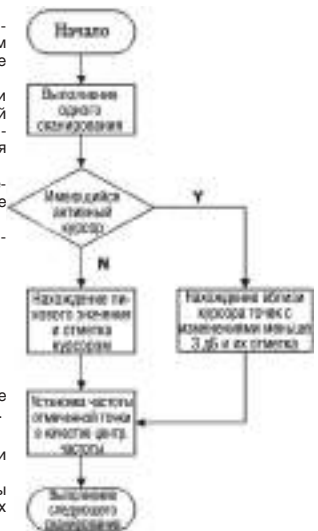 Начало
Выполнение
одного
сканирования
Имеющийся
активный
курсор
Y
N
Нахождение пи-
кового значения
и отметка
курсором
Нахождение вблизи
курсора точек с
изменениями меньше
3 дБ и их отметка
Установка частоты
отмеченной точки
в качестве центр.
частоты
Выполнение
следующего
сканирования